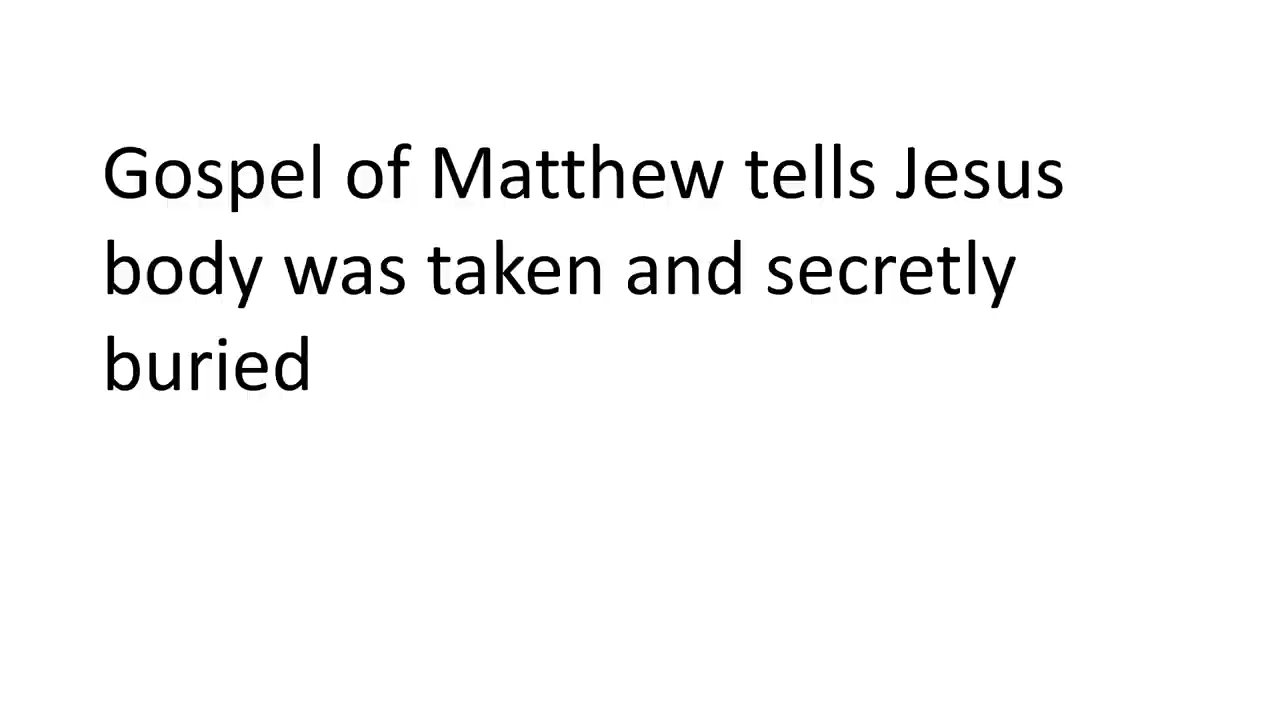 Gospel of Matthew tells Jesus
body was taken and secretly
buried